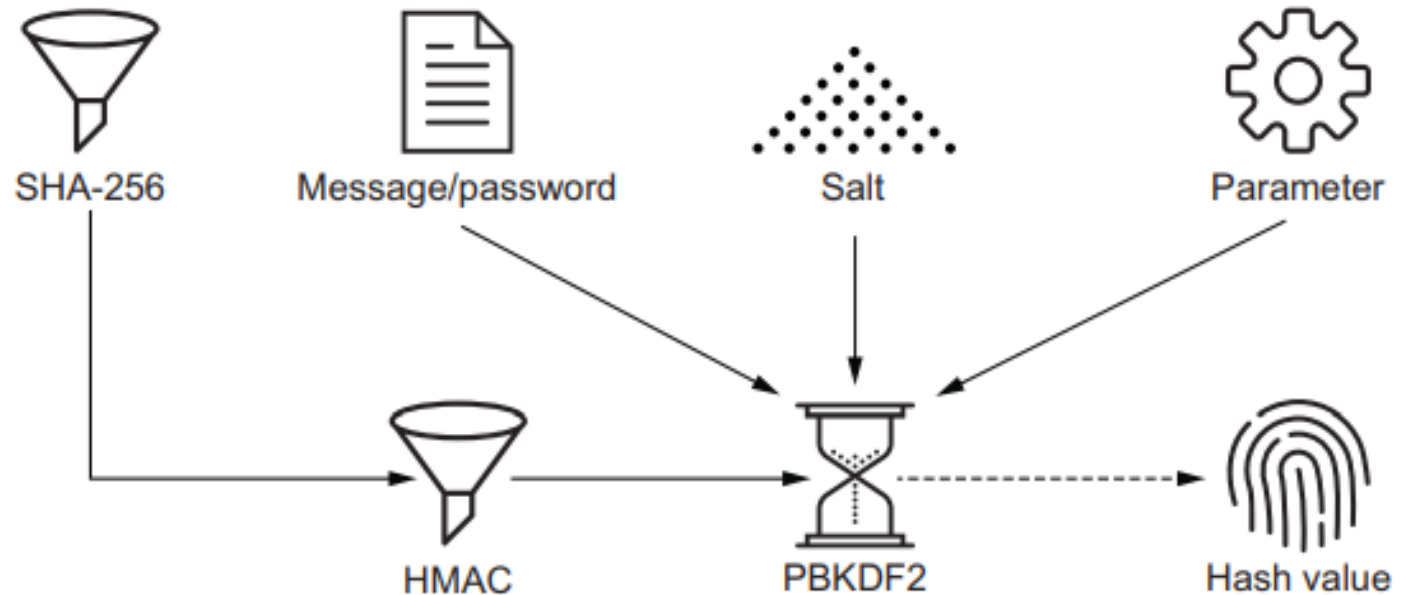 SHA-256
Message/password
Salt
Parameter
HMAC
PBKDF2
Hash value